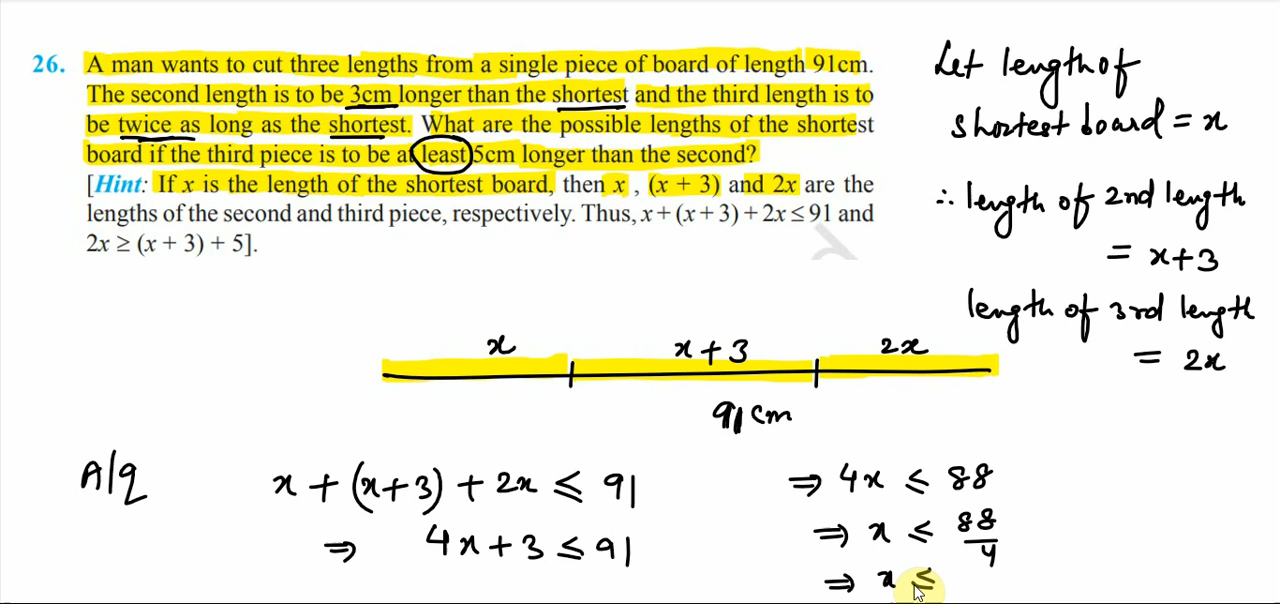 26. A man wants to cut three lengths from a single piece of board of length 91cm.
The second length is to be 3cm longer than the shortest and the third length is to
be twice as long as the shortest. What are the possible lengths of the shortest
board if the third piece is to be at least 5cm longer than the second?
[Hint: If x is the length of the shortest board, then x , (x + 3) and 2x are the
lengths of the second and third piece, respectively. Thus, x + (x + 3) + 2x ≤ 91 and
2x ≥ (x + 3) + 5].
Let length of
shortest board = x
∴ length of 2nd length
= x+3
length of 3rd length
= 2x
x x+3 2x
91 cm
A/q
x + (x+3) + 2x ≤ 91
⇒ 4x+3 ≤ 91
⇒ 4x ≤ 88
⇒ x ≤ 88/4
⇒ x ≤